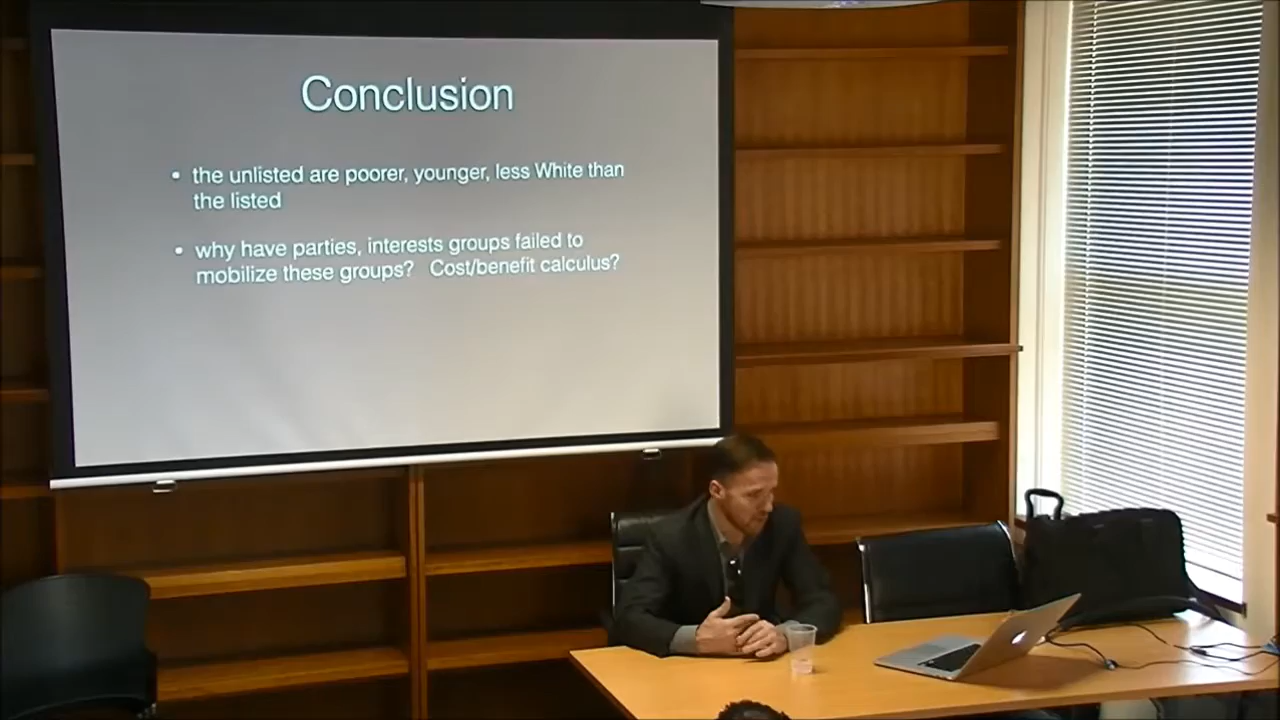 Conclusion
• the unlisted are poorer, younger, less White than
the listed
• why have parties, interests groups failed to
mobilize these groups? Cost/benefit calculus?